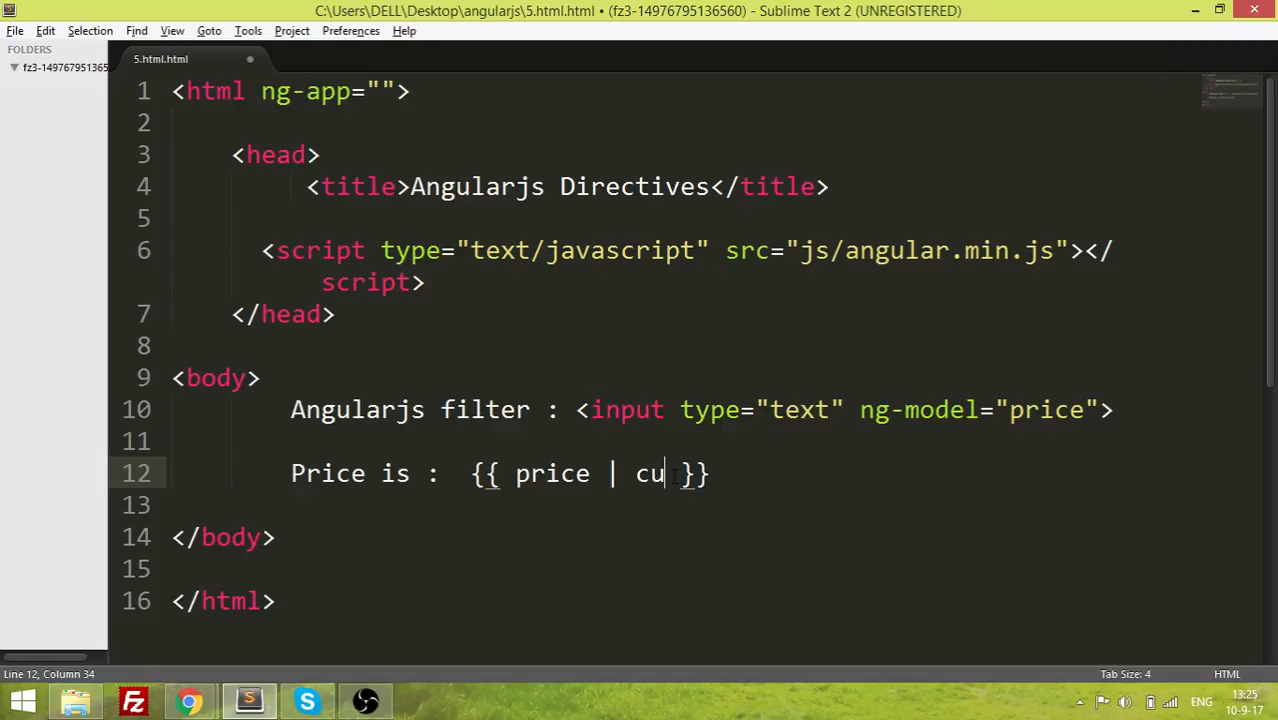 C:\Users\DELL\Desktop\angularjs\5.html.html • (fz3-14976795136560) - Sublime Text 2 (UNREGISTERED)
File Edit Selection Find View Goto Tools Project Preferences Help
FOLDERS
fz3-149767951365
5.html.html
1 <html ng-app="">
2
3 <head>
4 <title>Angularjs Directives</title>
5
6 <script type="text/javascript" src="js/angular.min.js"></
script>
7 </head>
8
9 <body>
10 Angularjs filter : <input type="text" ng-model="price">
11
12 Price is : {{ price | cu }}
13
14 </body>
15
16 </html>
Line 12, Column 34
Tab Size: 4
HTML
ENG
13:25
10-9-17